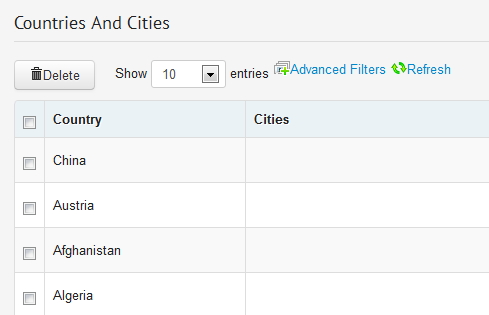 Countries And Cities
Delete Show 10 entries Advanced Filters Refresh
Country Cities
China
Austria
Afghanistan
Algeria